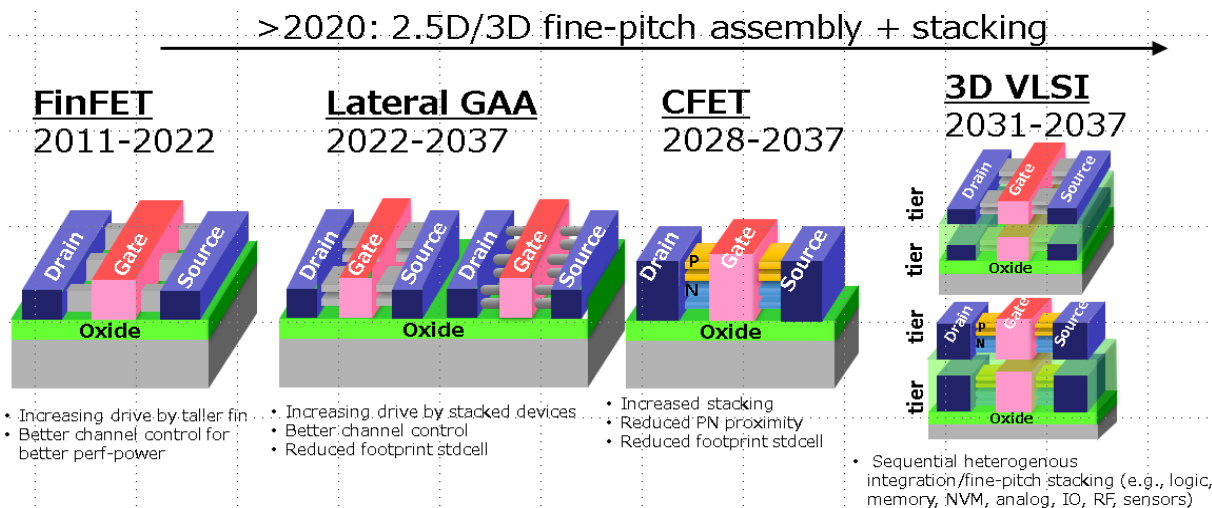 >2020: 2.5D/3D fine-pitch assembly + stacking
FinFET
2011-2022
Drain
Gate
Source
Oxide
• Increasing drive by taller fin
• Better channel control for
better perf-power
Lateral GAA
2022-2037
Drain
Gate
Source
Drain
Gate
Source
Oxide
• Increasing drive by stacked devices
• Better channel control
• Reduced footprint stdcell
CFET
2028-2037
Drain
P
N
Gate
Source
Oxide
• Increased stacking
• Reduced PN proximity
• Reduced footprint stdcell
3D VLSI
2031-2037
tier
tier
Drain
Gate
Source
Oxide
tier
tier
Drain
P
N
Gate
Source
Oxide
• Sequential heterogenous
integration/fine-pitch stacking (e.g., logic,
memory, NVM, analog, IO, RF, sensors)